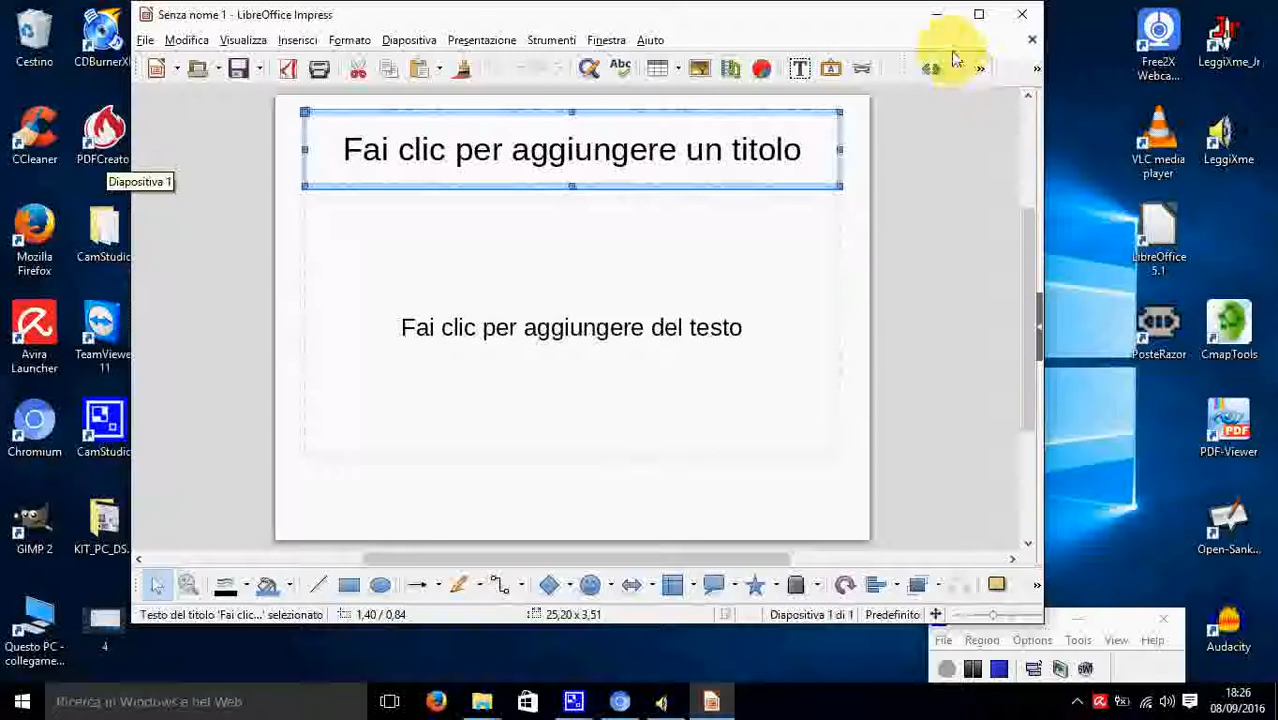 Senza nome 1 - LibreOffice Impress
File Modifica Visualizza Inserisci Formato Diapositiva Presentazione Strumenti Finestra Aiuto
Abc
T
Fai clic per aggiungere un titolo
Fai clic per aggiungere del testo
Testo del titolo 'Fai clic...' selezionato
1,40 / 0,84
25,20 x 3,51
Diapositiva 1 di 1
Predefinito
Diapositiva 1
Cestino
CDBurnerX
CCleaner
PDFCreato
Mozilla
Firefox
CamStudio
Avira
Launcher
TeamViewe
11
Chromium
CamStudio
GIMP 2
KIT_PC_DS.
Questo PC -
collegame...
4
Free2X
Webca...
LeggiXme_Jr
VLC media
player
LeggiXme
LibreOffice
5.1
PosteRazor
CmapTools
PDF
PDF-Viewer
Open-Sank...
Audacity
File Region Options Tools View Help
Ricerca in Windows e nel Web
18:26
08/09/2016